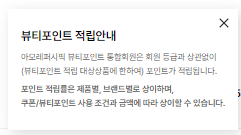 뷰티포인트 적립안내
아모레퍼시픽 뷰티포인트 통합회원은 회원 등급과 상관없이
(뷰티포인트 적립 대상상품에 한하여) 포인트가 적립됩니다.
포인트 적립률은 제품별, 브랜드별로 상이하며,
쿠폰/뷰티포인트 사용 조건과 금액에 따라 상이할 수 있습니다.